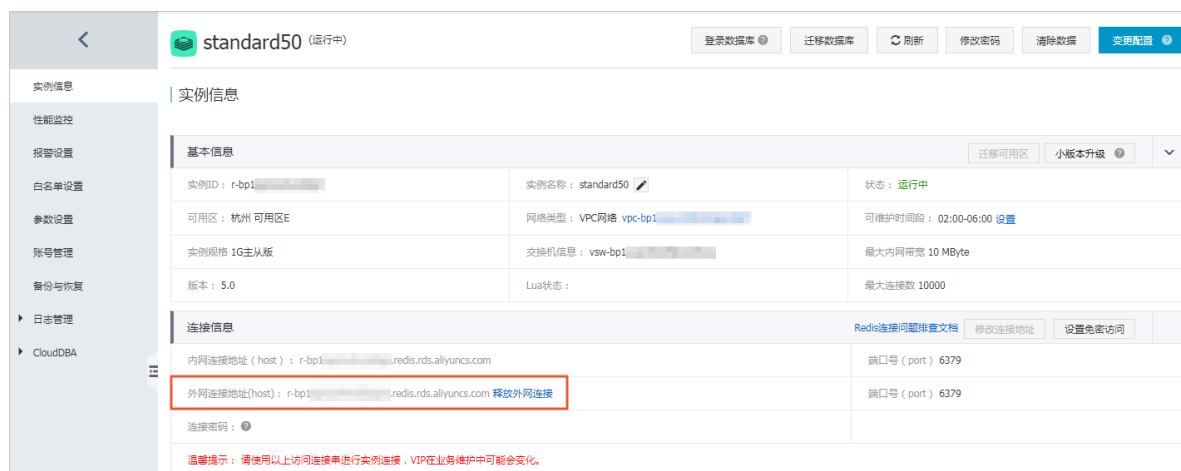 standard50 (运行中)
登录数据库
迁移数据库
刷新
修改密码
清除数据
变更配置
实例信息
性能监控
报警设置
白名单设置
参数设置
账号管理
备份与恢复
日志管理
CloudDBA
实例信息
基本信息
迁移可用区
小版本升级
实例ID： r-bp1
实例名称： standard50
状态： 运行中
可用区： 杭州 可用区E
网络类型： VPC网络 vpc-bp1
可维护时间段： 02:00-06:00 设置
实例规格 1G主从版
交换机信息： vsw-bp1
最大内网带宽 10 MByte
版本： 5.0
Lua状态：
最大连接数 10000
连接信息
Redis连接问题排查文档
修改连接地址
设置免密访问
内网连接地址（host）： r-bp1 .redis.rds.aliyuncs.com
端口号（port） 6379
外网连接地址(host)： r-bp1 .redis.rds.aliyuncs.com 释放外网连接
端口号（port） 6379
连接密码：
温馨提示： 请使用以上访问连接串进行实例连接，VIP在业务维护中可能会变化。